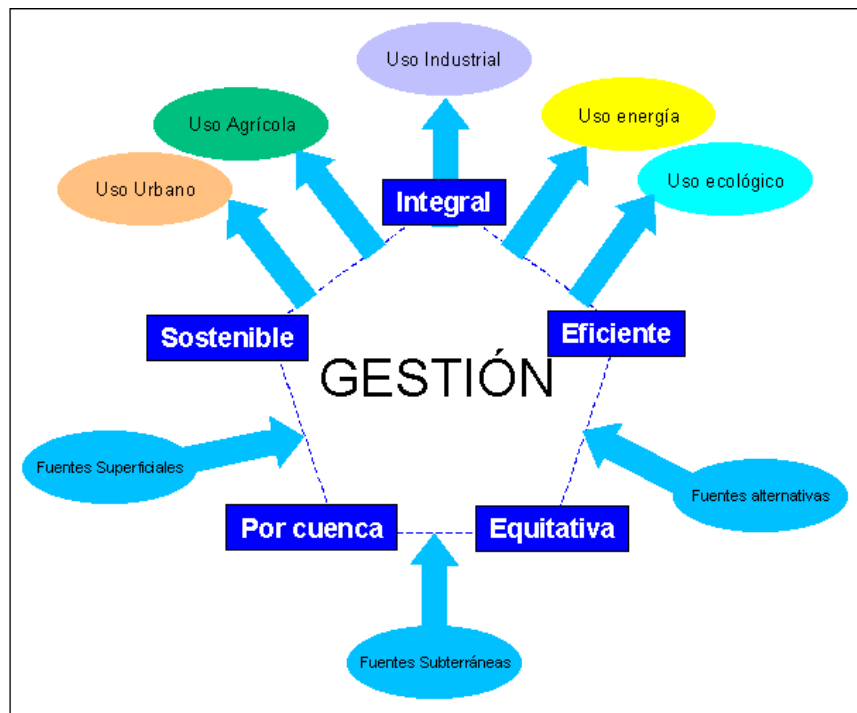 Uso Industrial
Uso Agrícola
Uso energía
Uso Urbano
Uso ecológico
Integral
Sostenible
Eficiente
GESTIÓN
Fuentes Superficiales
Fuentes alternativas
Por cuenca
Equitativa
Fuentes Subterráneas